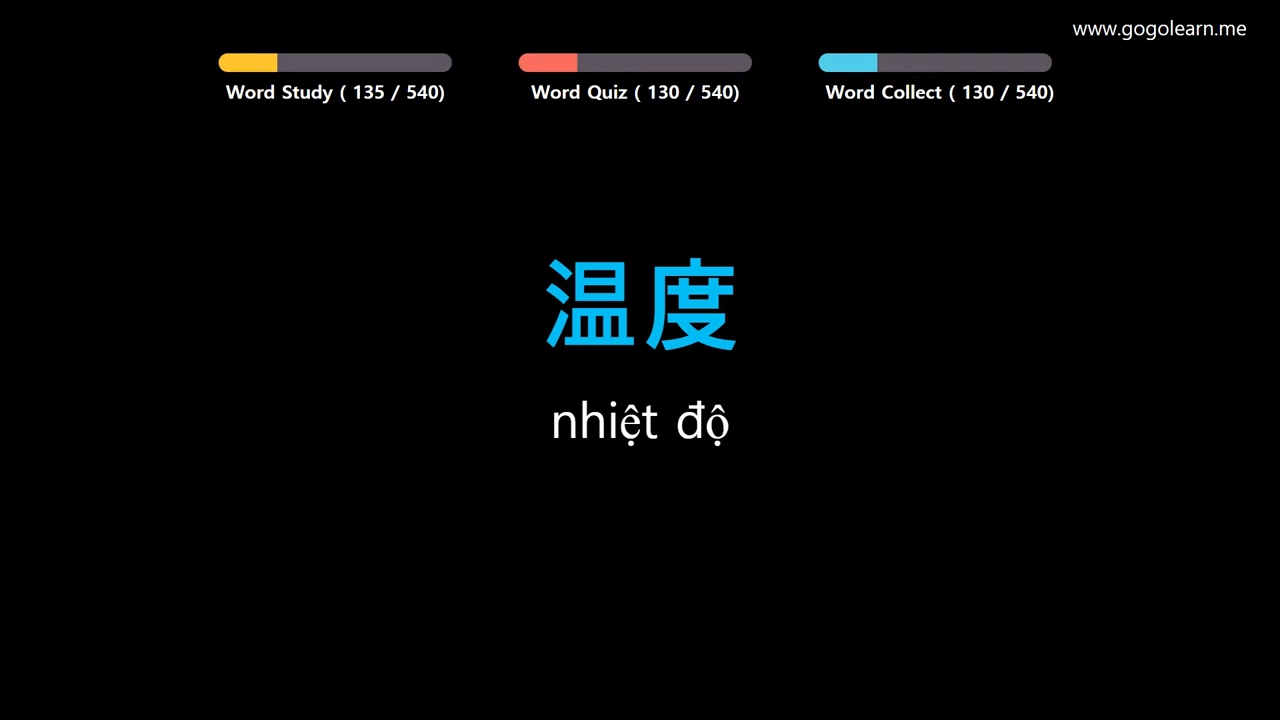 www.gogolearn.me
Word Study ( 135 / 540)
Word Quiz ( 130 / 540)
Word Collect ( 130 / 540)
温度
nhiệt độ